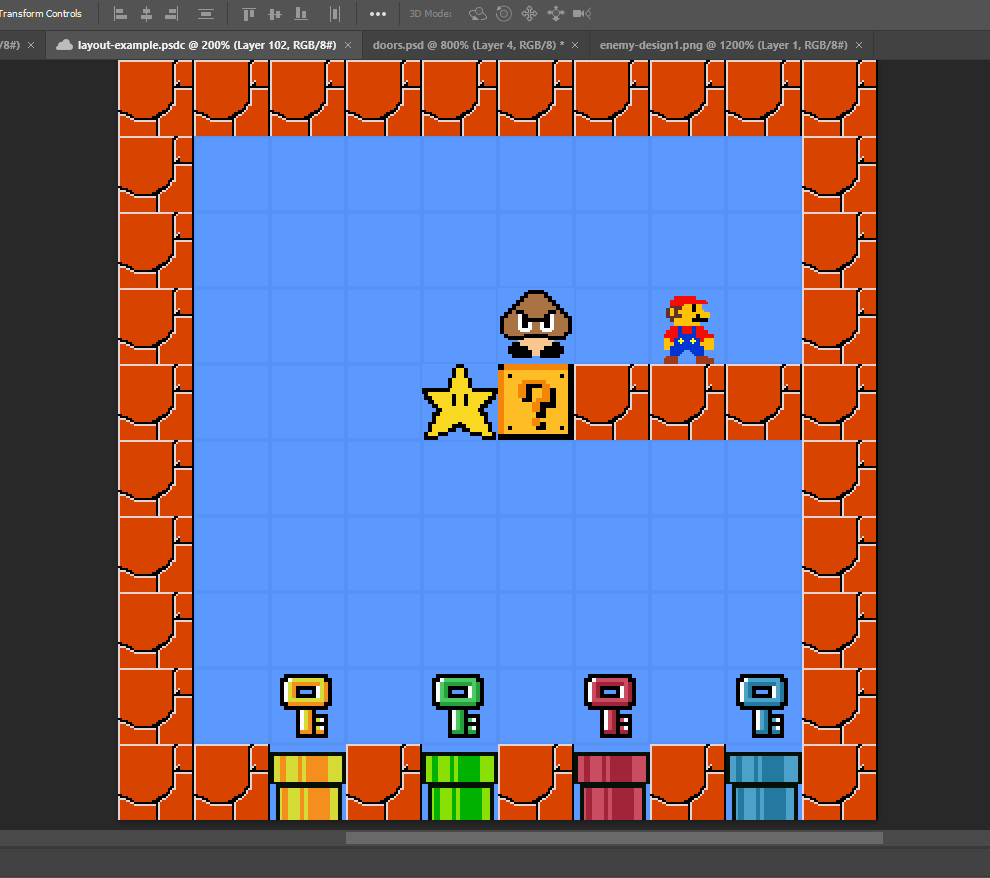 Transform Controls
3D Mode:
/8#) ×
layout-example.psdc @ 200% (Layer 102, RGB/8#) ×
doors.psd @ 800% (Layer 4, RGB/8) * ×
enemy-design1.png @ 1200% (Layer 1, RGB/8#) ×
?